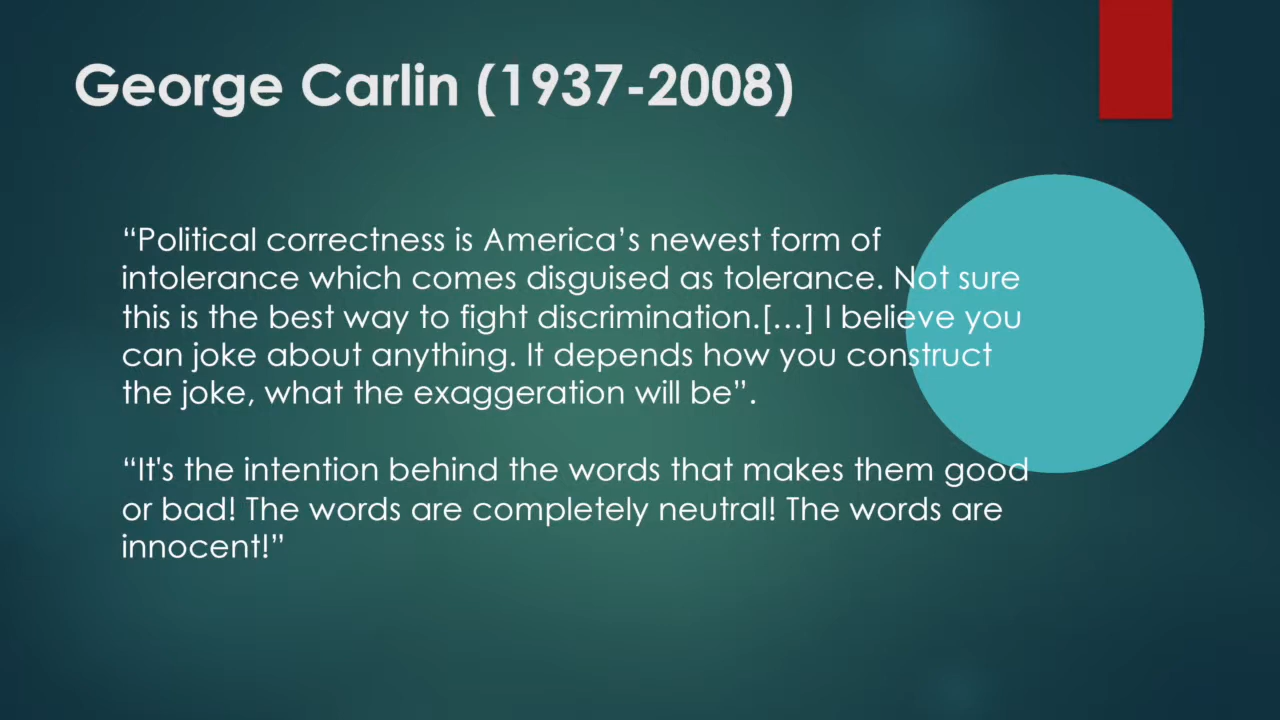 George Carlin (1937-2008)
“Political correctness is America’s newest form of
intolerance which comes disguised as tolerance. Not sure
this is the best way to fight discrimination.[…] I believe you
can joke about anything. It depends how you construct
the joke, what the exaggeration will be”.
“It's the intention behind the words that makes them good
or bad! The words are completely neutral! The words are
innocent!”